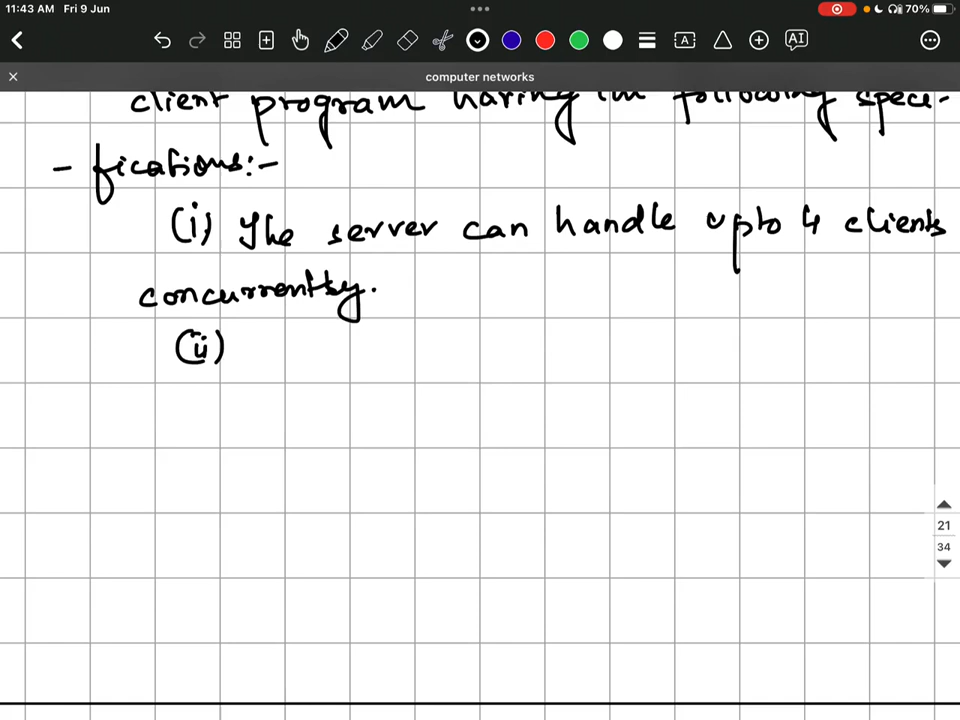 11:43 AM Fri 9 Jun
70%
A
AI
computer networks
client program having the following speci-
- fications:-
(i) The server can handle upto 4 clients
concurrently.
(ii)
21
34